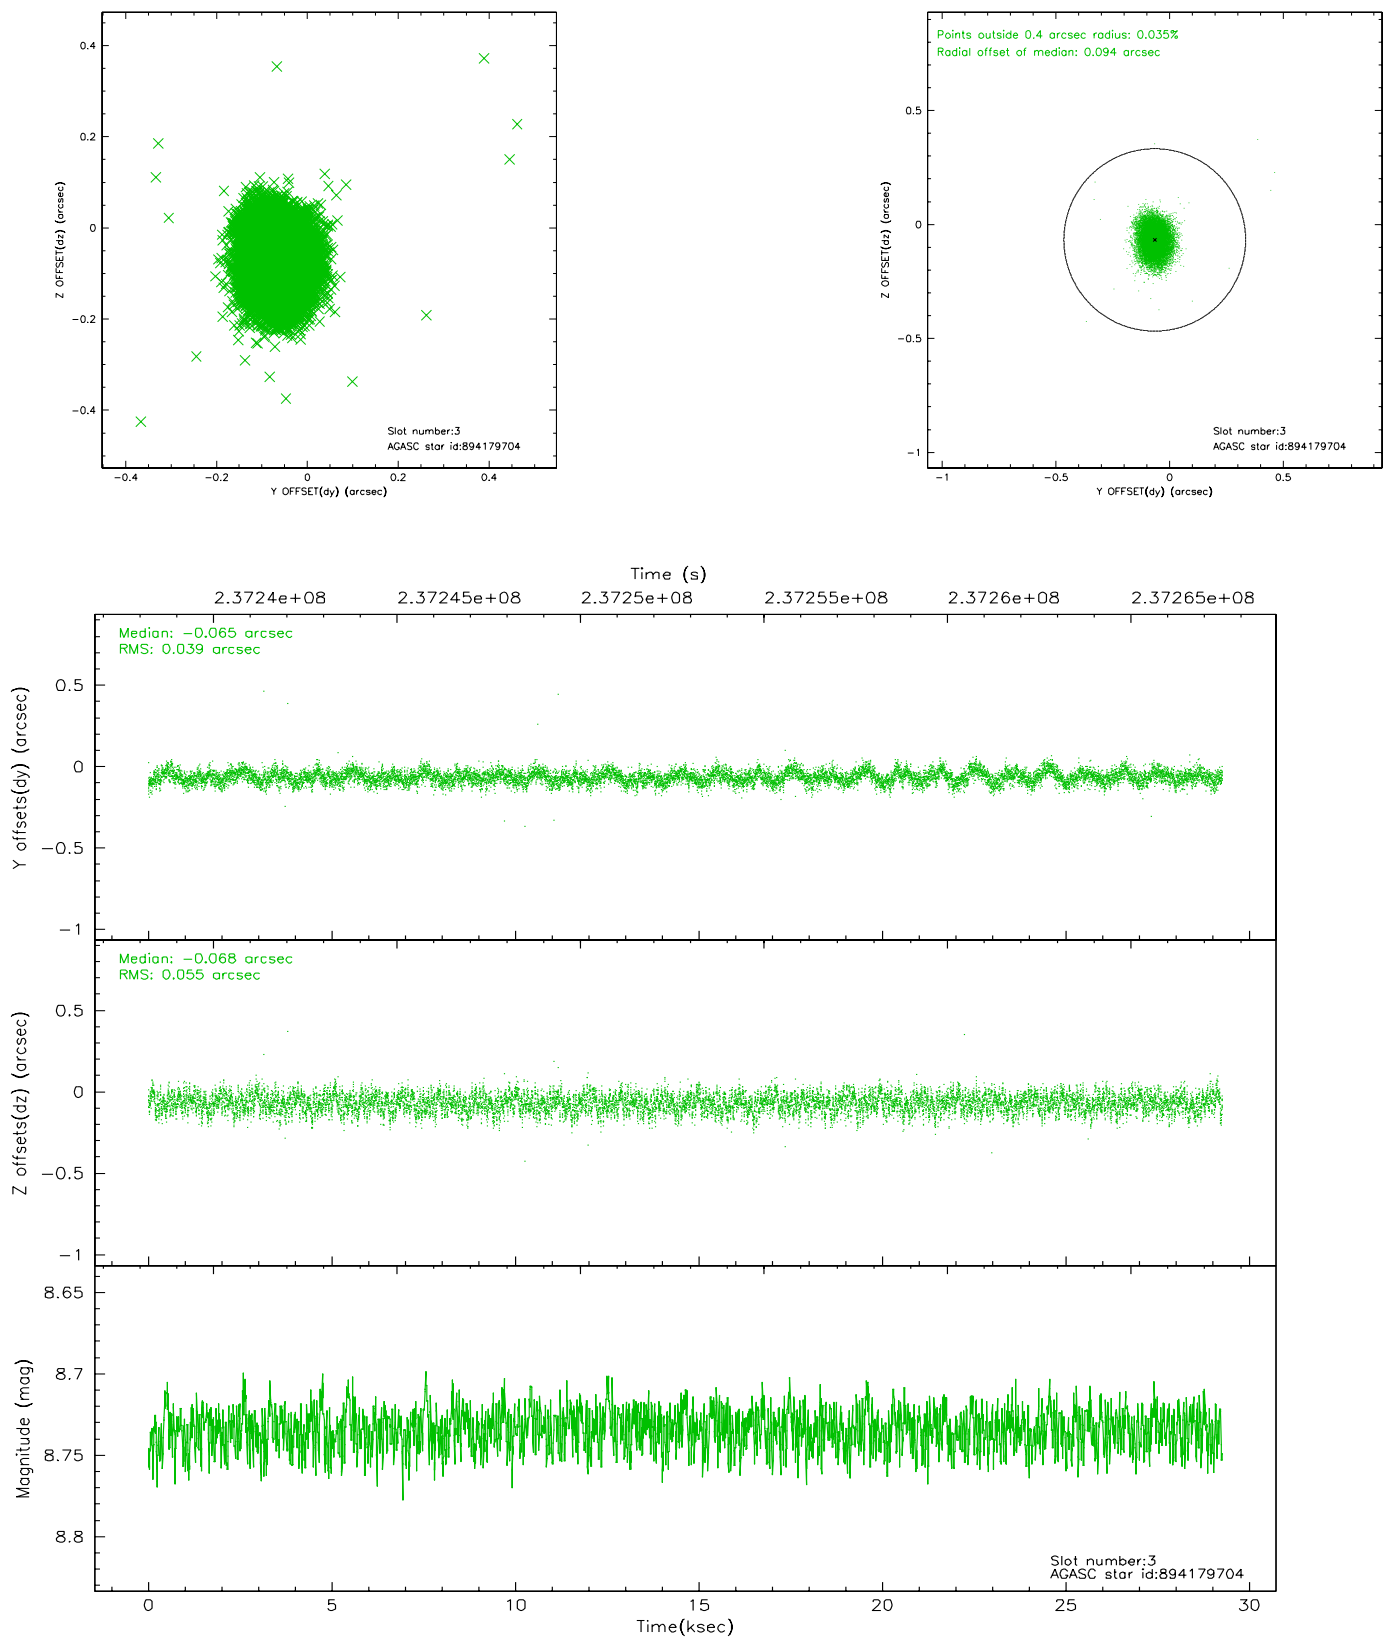 0.4
0.2
0
−0.2
−0.4
Z OFFSET(dz) (arcsec)
Slot number:3
AGASC star id:894179704
−0.4
−0.2
0
0.2
0.4
Y OFFSET(dy) (arcsec)
Points outside 0.4 arcsec radius: 0.035%
Radial offset of median: 0.094 arcsec
0.5
0
−0.5
−1
Z OFFSET(dz) (arcsec)
Slot number:3
AGASC star id:894179704
−1
−0.5
0
0.5
Y OFFSET(dy) (arcsec)
Time (s)
2.3724e+08
2.37245e+08
2.3725e+08
2.37255e+08
2.3726e+08
2.37265e+08
Median: −0.065 arcsec
RMS: 0.039 arcsec
0.5
0
−0.5
−1
Y offsets(dy) (arcsec)
Median: −0.068 arcsec
RMS: 0.055 arcsec
0.5
0
−0.5
−1
Z offsets(dz) (arcsec)
8.65
8.7
8.75
8.8
Magnitude (mag)
Slot number:3
AGASC star id:894179704
0
5
10
15
20
25
30
Time(ksec)